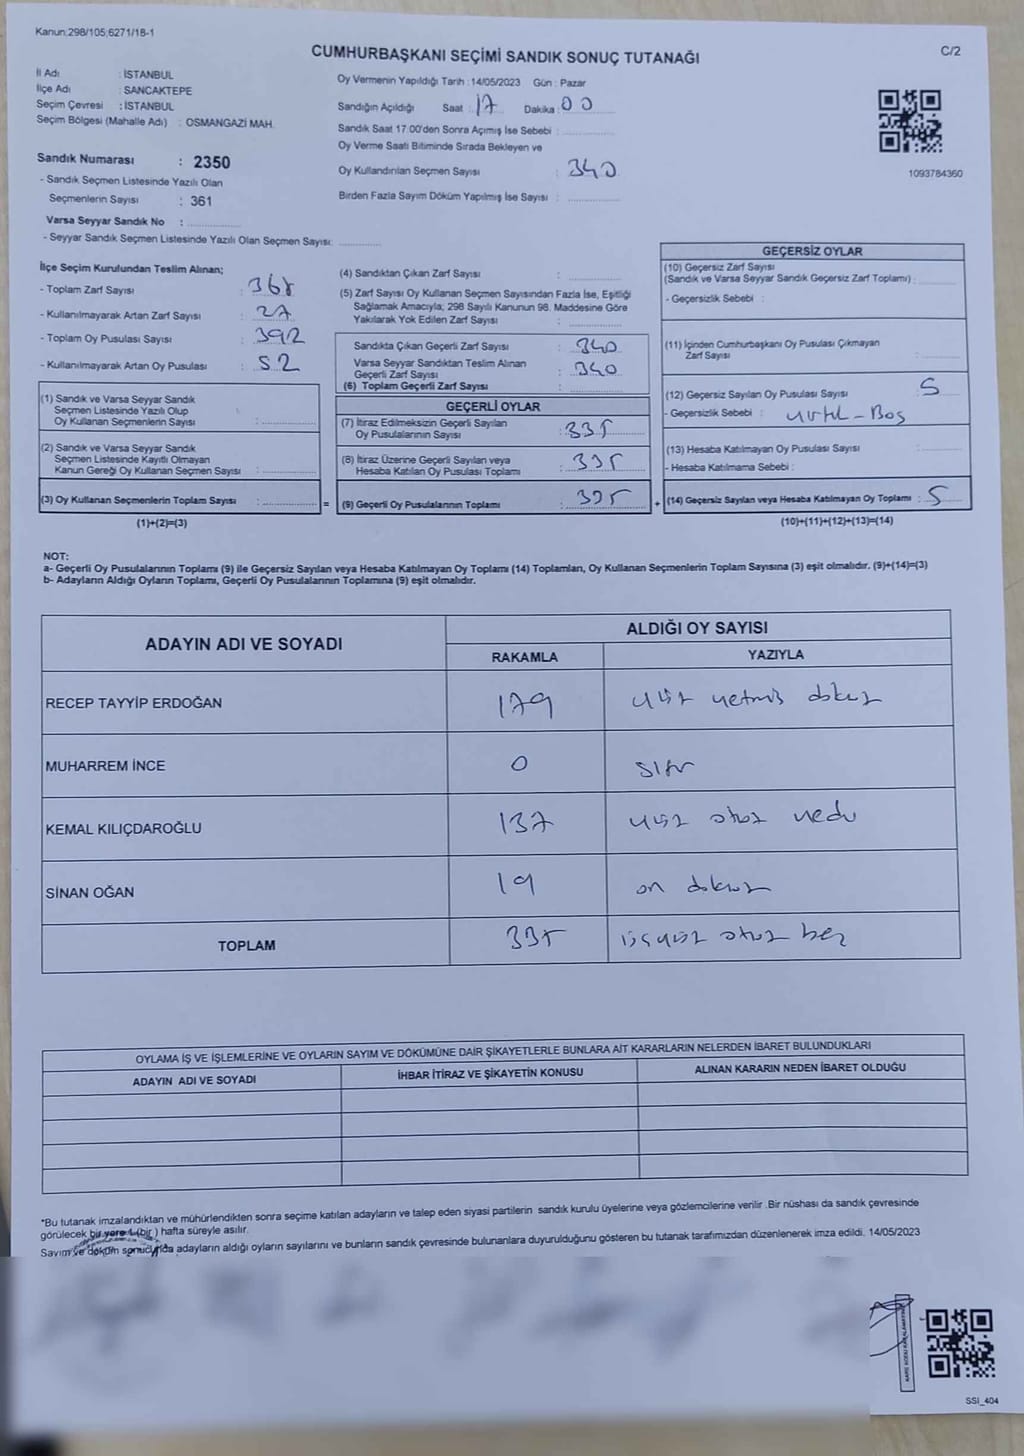 Kanun;298/105;6271/18-1
C/2
CUMHURBAŞKANI SEÇİMİ SANDIK SONUÇ TUTANAĞI
İl Adı : İSTANBUL
İlçe Adı : SANCAKTEPE
Seçim Çevresi : İSTANBUL
Seçim Bölgesi (Mahalle Adı) : OSMANGAZİ MAH.
Sandık Numarası : 2350
- Sandık Seçmen Listesinde Yazılı Olan
Seçmenlerin Sayısı : 361
Varsa Seyyar Sandık No :
- Seyyar Sandık Seçmen Listesinde Yazılı Olan Seçmen Sayısı:
Oy Vermenin Yapıldığı Tarih :14/05/2023 Gün : Pazar
Sandığın Açıldığı Saat : 17 Dakika : 00
Sandık Saat 17.00'den Sonra Açımış İse Sebebi :
Oy Verme Saati Bitiminde Sırada Bekleyen ve
Oy Kullandırılan Seçmen Sayısı : 340
Birden Fazla Sayım Döküm Yapılmış İse Sayısı :
1093784360
İlçe Seçim Kurulundan Teslim Alınan;
- Toplam Zarf Sayısı : 368
- Kullanılmayarak Artan Zarf Sayısı : 27
- Toplam Oy Pusulası Sayısı : 392
- Kullanılmayarak Artan Oy Pusulası : 52
(1) Sandık ve Varsa Seyyar Sandık
Seçmen Listesinde Yazılı Olup
Oy Kullanan Seçmenlerin Sayısı :
(2) Sandık ve Varsa Seyyar Sandık
Seçmen Listesinde Kayıtlı Olmayan
Kanun Gereği Oy Kullanan Seçmen Sayısı :
(3) Oy Kullanan Seçmenlerin Toplam Sayısı : =
(1)+(2)=(3)
(4) Sandıktan Çıkan Zarf Sayısı :
(5) Zarf Sayısı Oy Kullanan Seçmen Sayısından Fazla İse, Eşitliği
Sağlamak Amacıyla; 298 Sayılı Kanunun 98. Maddesine Göre
Yakılarak Yok Edilen Zarf Sayısı :
Sandıkta Çıkan Geçerli Zarf Sayısı : 340
Varsa Seyyar Sandıktan Teslim Alınan
Geçerli Zarf Sayısı : 340
(6) Toplam Geçerli Zarf Sayısı :
GEÇERLİ OYLAR
(7) İtiraz Edilmeksizin Geçerli Sayılan
Oy Pusulalarının Sayısı : 335
(8) İtiraz Üzerine Geçerli Sayılan veya
Hesaba Katılan Oy Pusulası Toplamı : 335
(9) Geçerli Oy Pusulalarının Toplamı : 335 +
GEÇERSİZ OYLAR
(10) Geçersiz Zarf Sayısı
(Sandık ve Varsa Seyyar Sandık Geçersiz Zarf Toplamı) :
- Geçersizlik Sebebi :
(11) İçinden Cumhurbaşkanı Oy Pusulası Çıkmayan
Zarf Sayısı :
(12) Geçersiz Sayılan Oy Pusulası Sayısı : 5
- Geçersizlik Sebebi : yırtık - Boş
(13) Hesaba Katılmayan Oy Pusulası Sayısı :
- Hesaba Katılmama Sebebi :
(14) Geçersiz Sayılan veya Hesaba Katılmayan Oy Toplamı : 5
(10)+(11)+(12)+(13)=(14)
NOT:
a- Geçerli Oy Pusulalarının Toplamı (9) ile Geçersiz Sayılan veya Hesaba Katılmayan Oy Toplamı (14) Toplamları, Oy Kullanan Seçmenlerin Toplam Sayısına (3) eşit olmalıdır. (9)+(14)=(3)
b- Adayların Aldığı Oyların Toplamı, Geçerli Oy Pusulalarının Toplamına (9) eşit olmalıdır.
ADAYIN ADI VE SOYADI
ALDIĞI OY SAYISI
RAKAMLA YAZIYLA
RECEP TAYYİP ERDOĞAN 179 yüz yetmiş dokuz
MUHARREM İNCE 0 sıfır
KEMAL KILIÇDAROĞLU 137 yüz otuz yedi
SİNAN OĞAN 19 on dokuz
TOPLAM 335 üçyüz otuz beş
OYLAMA İŞ VE İŞLEMLERİNE VE OYLARIN SAYIM VE DÖKÜMÜNE DAİR ŞİKAYETLERLE BUNLARA AİT KARARLARIN NELERDEN İBARET BULUNDUKLARI
ADAYIN ADI VE SOYADI İHBAR İTİRAZ VE ŞİKAYETİN KONUSU ALINAN KARARIN NEDEN İBARET OLDUĞU
*Bu tutanak imzalandıktan ve mühürlendikten sonra seçime katılan adayların ve talep eden siyasi partilerin sandık kurulu üyelerine veya gözlemcilerine verilir. Bir nüshası da sandık çevresinde
görülecek bir yere 1 (bir) hafta süreyle asılır.
Sayım ve döküm sonucunda adayların aldığı oyların sayılarını ve bunların sandık çevresinde bulunanlara duyurulduğunu gösteren bu tutanak tarafımızdan düzenlenerek imza edildi. 14/05/2023
SSI_404